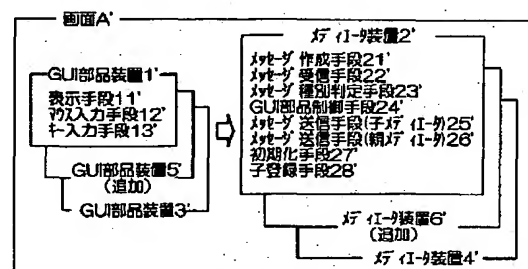 画面A'
GUI部品装置1'
表示手段11'
マウス入力手段12'
キー入力手段13'
GUI部品装置5'
(追加)
GUI部品装置3'
メディエータ装置2'
メッセージ作成手段21'
メッセージ受信手段22'
メッセージ種別判定手段23'
GUI部品制御手段24'
メッセージ送信手段(子メディエータ)25'
メッセージ送信手段(親メディエータ)26'
初期化手段27'
子登録手段28'
メディエータ装置6'
(追加)
メディエータ装置4'